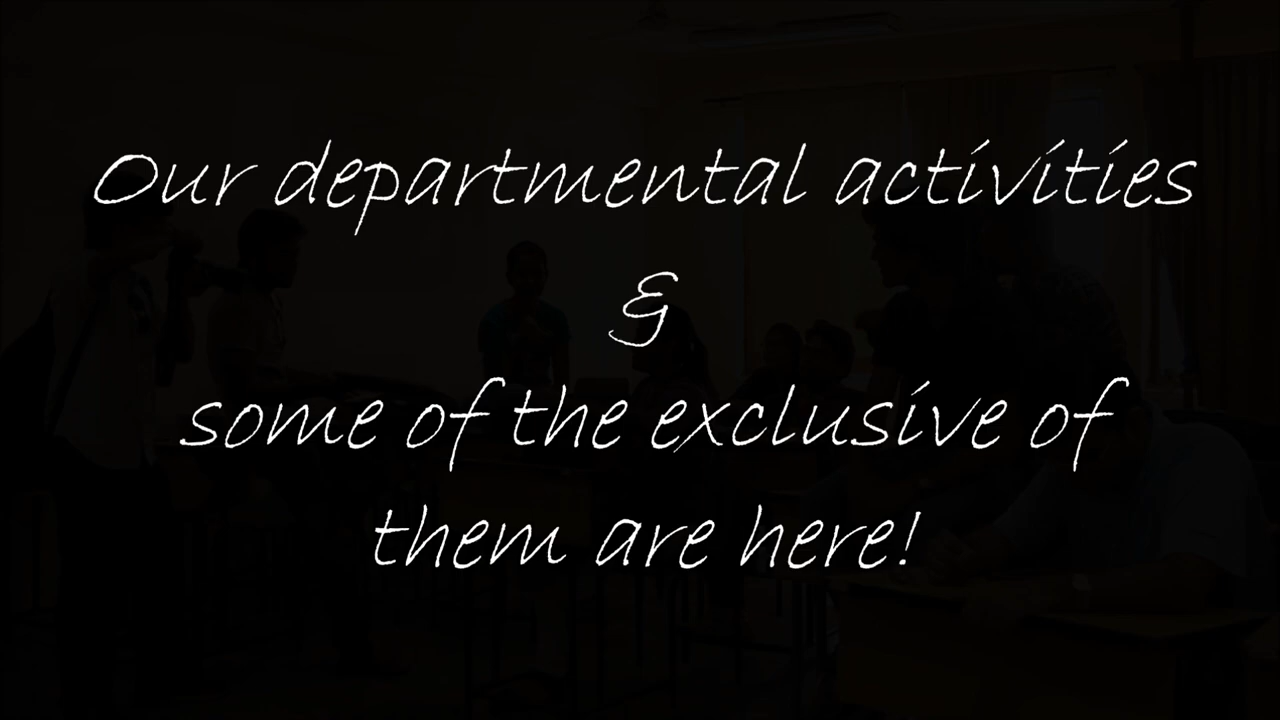 Our departmental activities
&
some of the exclusive of
them are here!